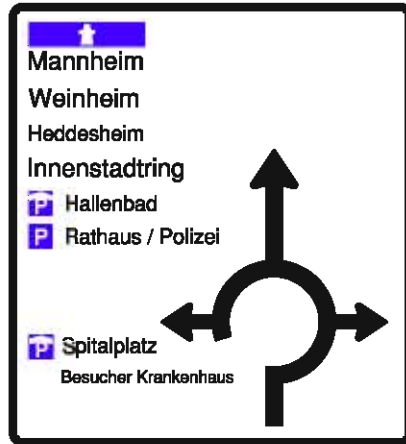 Mannheim
Weinheim
Heddesheim
Innenstadtring
P Hallenbad
P Rathaus / Polizei
P Spitalplatz
Besucher Krankenhaus